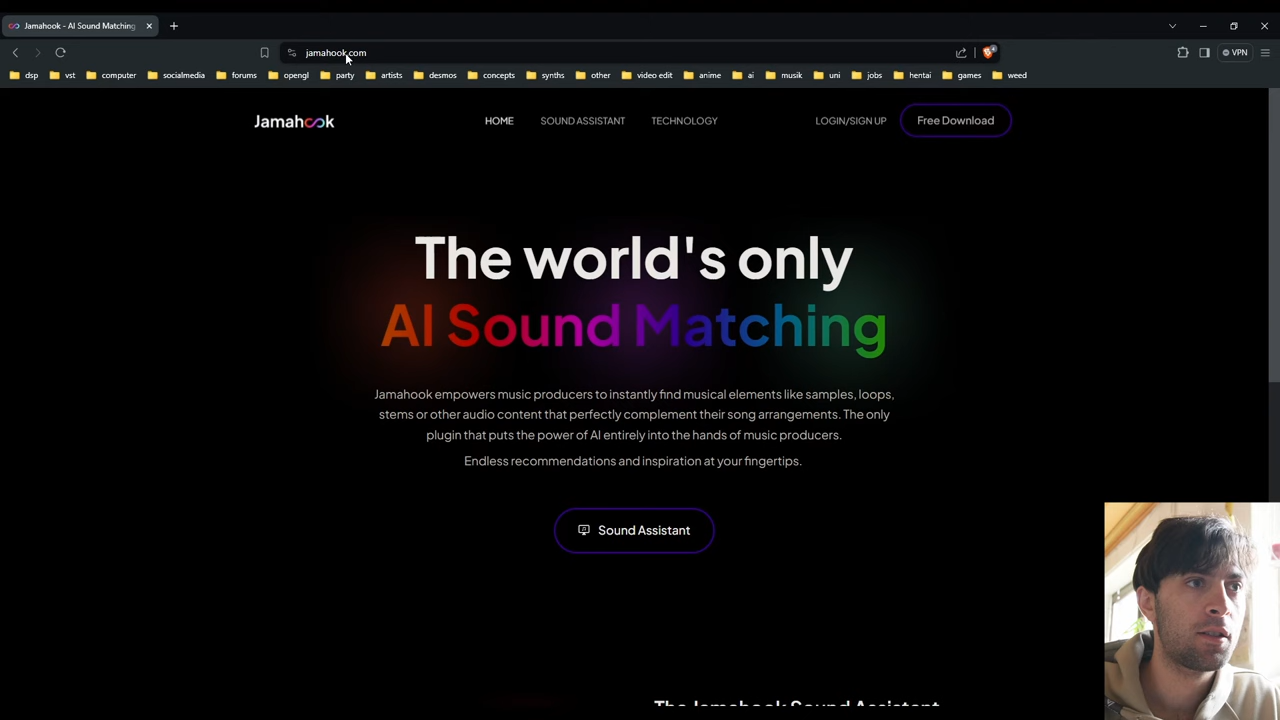 Jamahook - AI Sound Matching
jamahook.com
VPN
dsp vst computer socialmedia forums opengl party artists desmos concepts synths other video edit anime ai musik uni jobs hentai games weed
Jamahook HOME SOUND ASSISTANT TECHNOLOGY LOGIN/SIGN UP Free Download
The world's only
AI Sound Matching
Jamahook empowers music producers to instantly find musical elements like samples, loops,
stems or other audio content that perfectly complement their song arrangements. The only
plugin that puts the power of AI entirely into the hands of music producers.
Endless recommendations and inspiration at your fingertips.
Sound Assistant
The Jamahook Sound Assistant